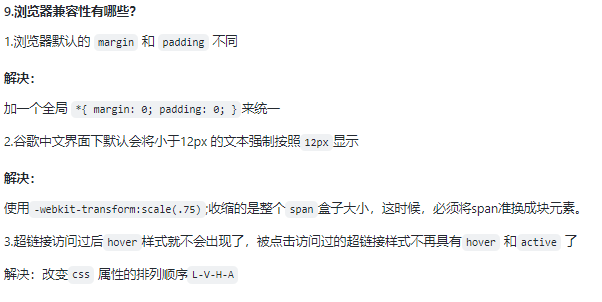 9.浏览器兼容性有哪些？
1.浏览器默认的 margin 和 padding 不同
解决：
加一个全局 *{ margin: 0; padding: 0; } 来统一
2.谷歌中文界面下默认会将小于12px 的文本强制按照 12px 显示
解决：
使用 -webkit-transform:scale(.75);收缩的是整个 span 盒子大小，这时候，必须将span准换成块元素。
3.超链接访问过后 hover 样式就不会出现了，被点击访问过的超链接样式不再具有 hover 和 active 了
解决：改变 css 属性的排列顺序 L-V-H-A